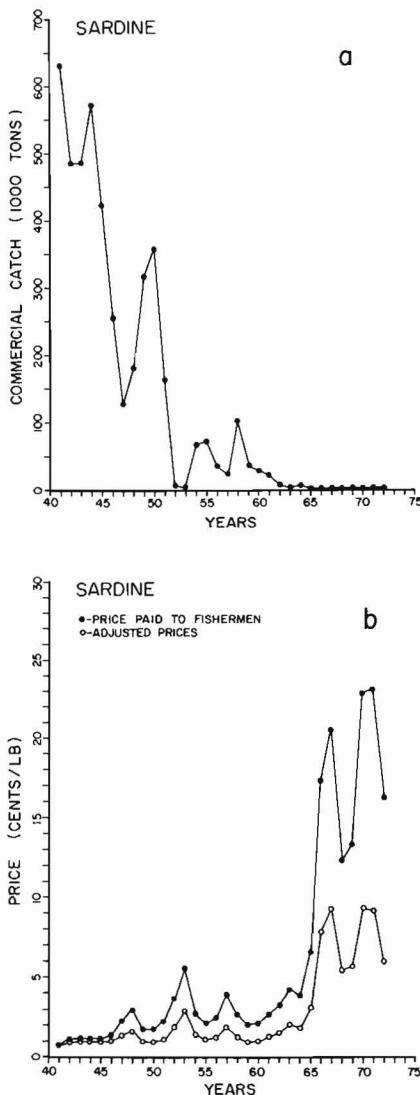 SARDINE
a
COMMERCIAL CATCH (1000 TONS)
700
600
500
400
300
200
100
0
40 45 50 55 60 65 70 75
YEARS
SARDINE
●-PRICE PAID TO FISHERMEN
○-ADJUSTED PRICES
b
PRICE (CENTS/LB)
30
25
20
15
10
5
0
40 45 50 55 60 65 70 75
YEARS